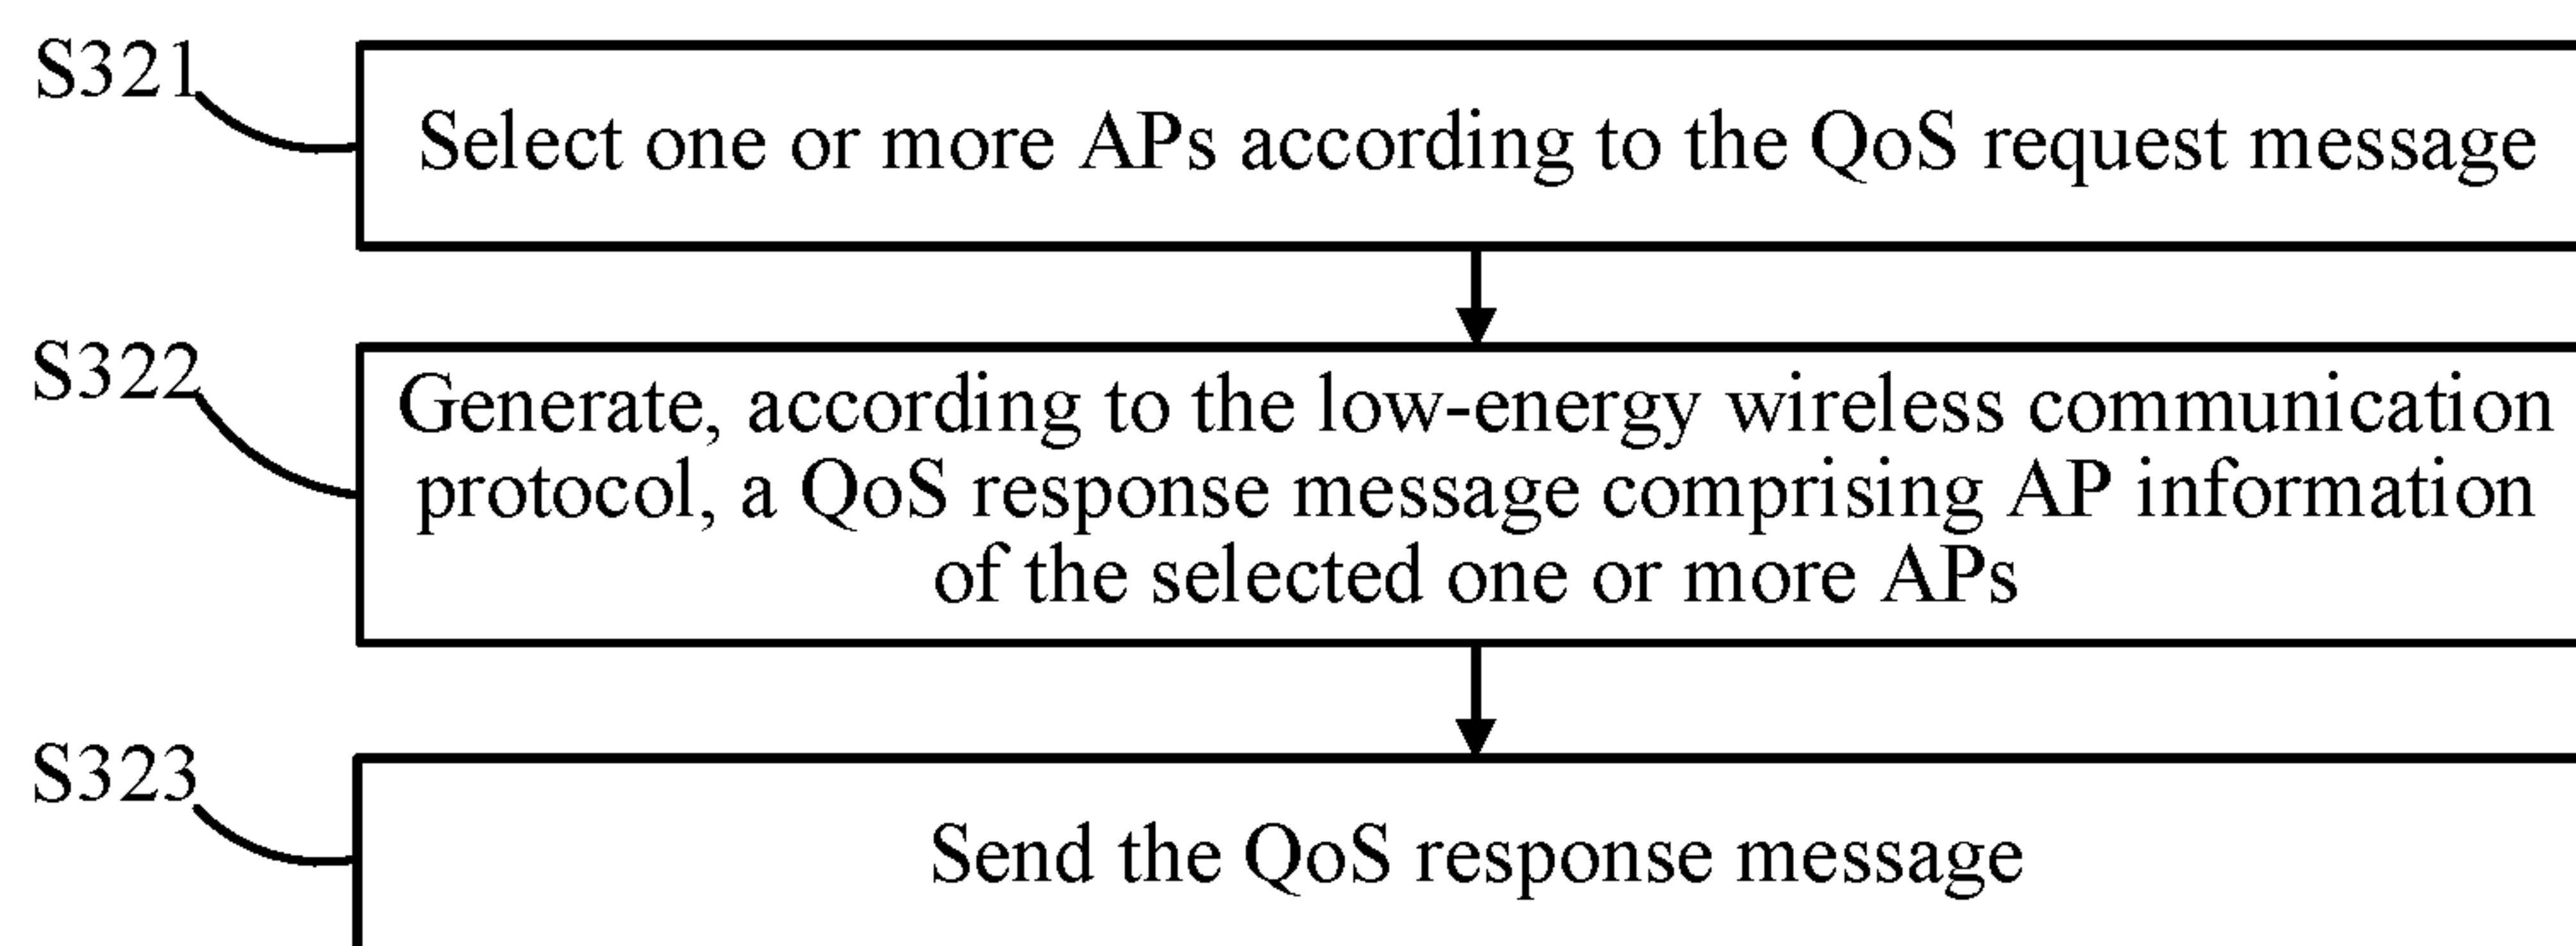 S321
Select one or more APs according to the QoS request message
S322
Generate, according to the low-energy wireless communication
protocol, a QoS response message comprising AP information
of the selected one or more APs
S323
Send the QoS response message